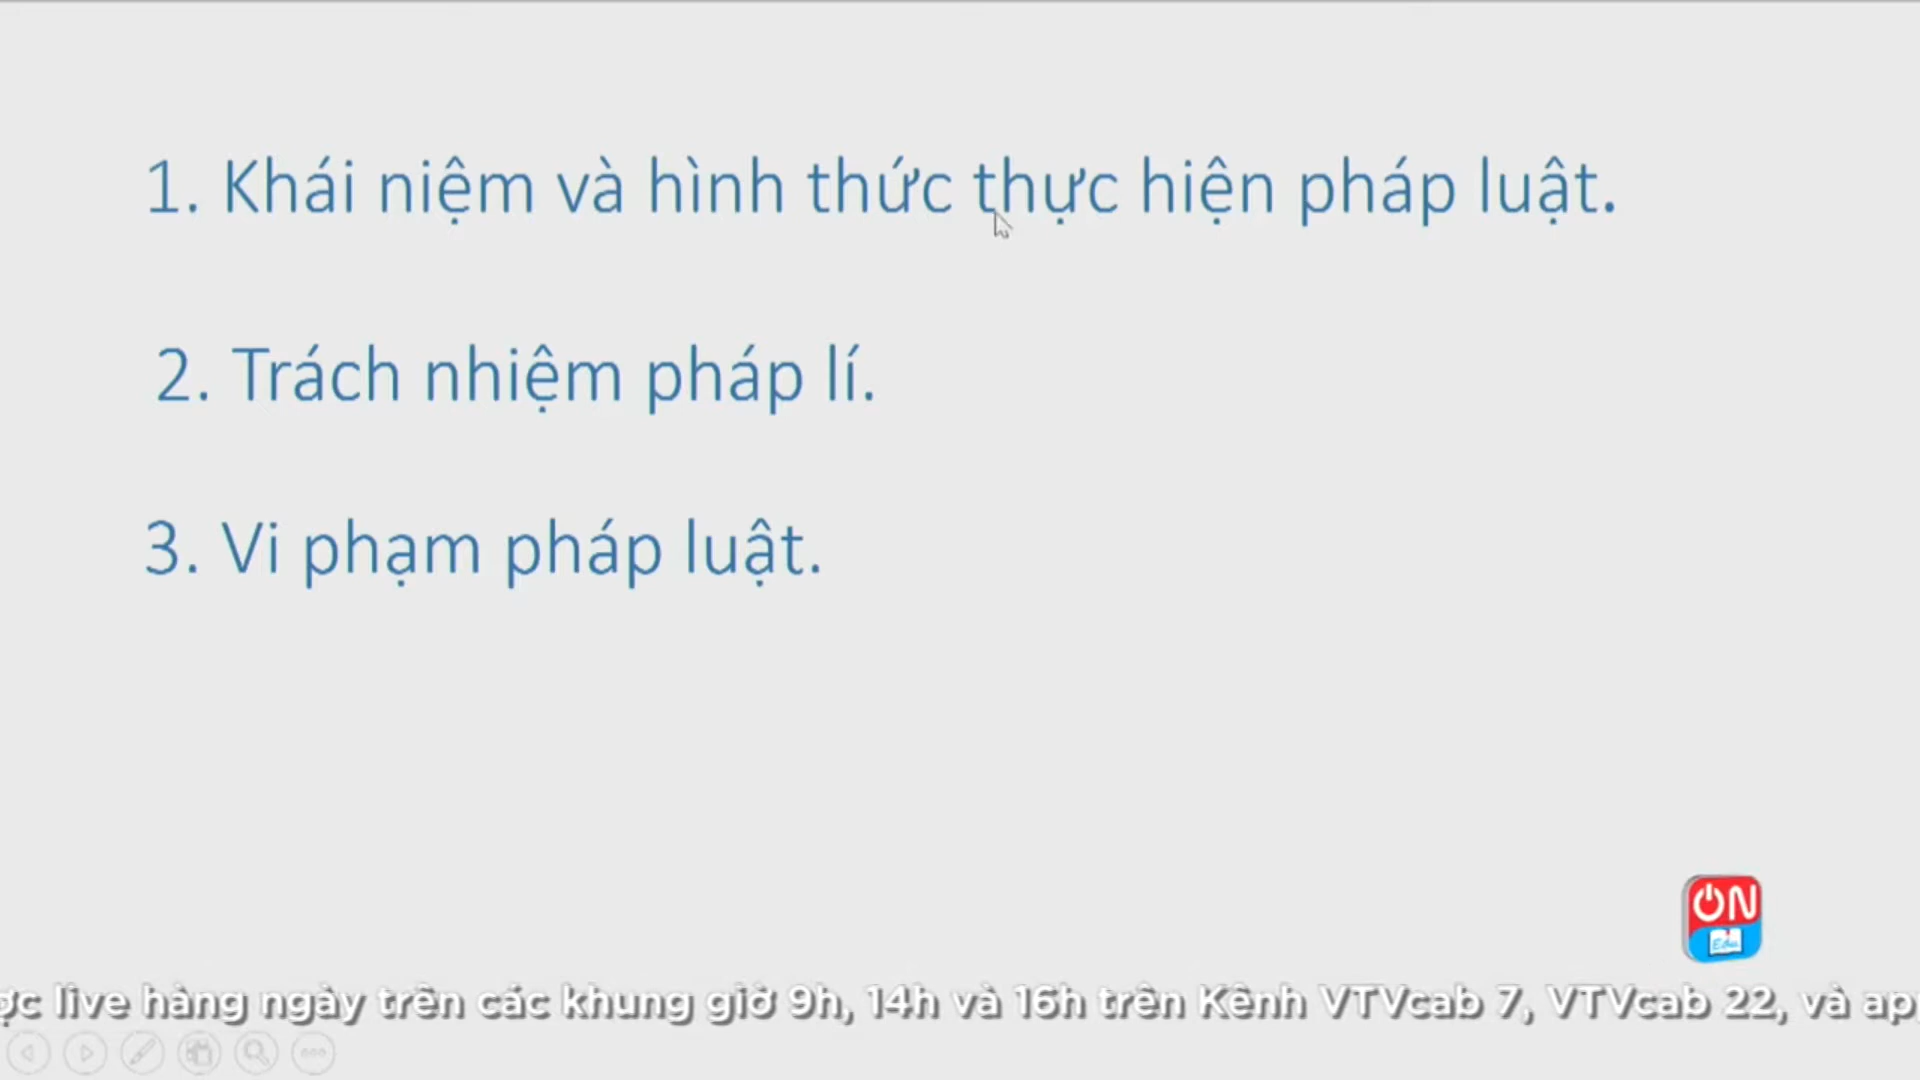 1. Khái niệm và hình thức thực hiện pháp luật.
2. Trách nhiệm pháp lí.
3. Vi phạm pháp luật.
ON
Edu
live hàng ngày trên các khung giờ 9h, 14h và 16h trên Kênh VTVcab 7, VTVcab 22, và